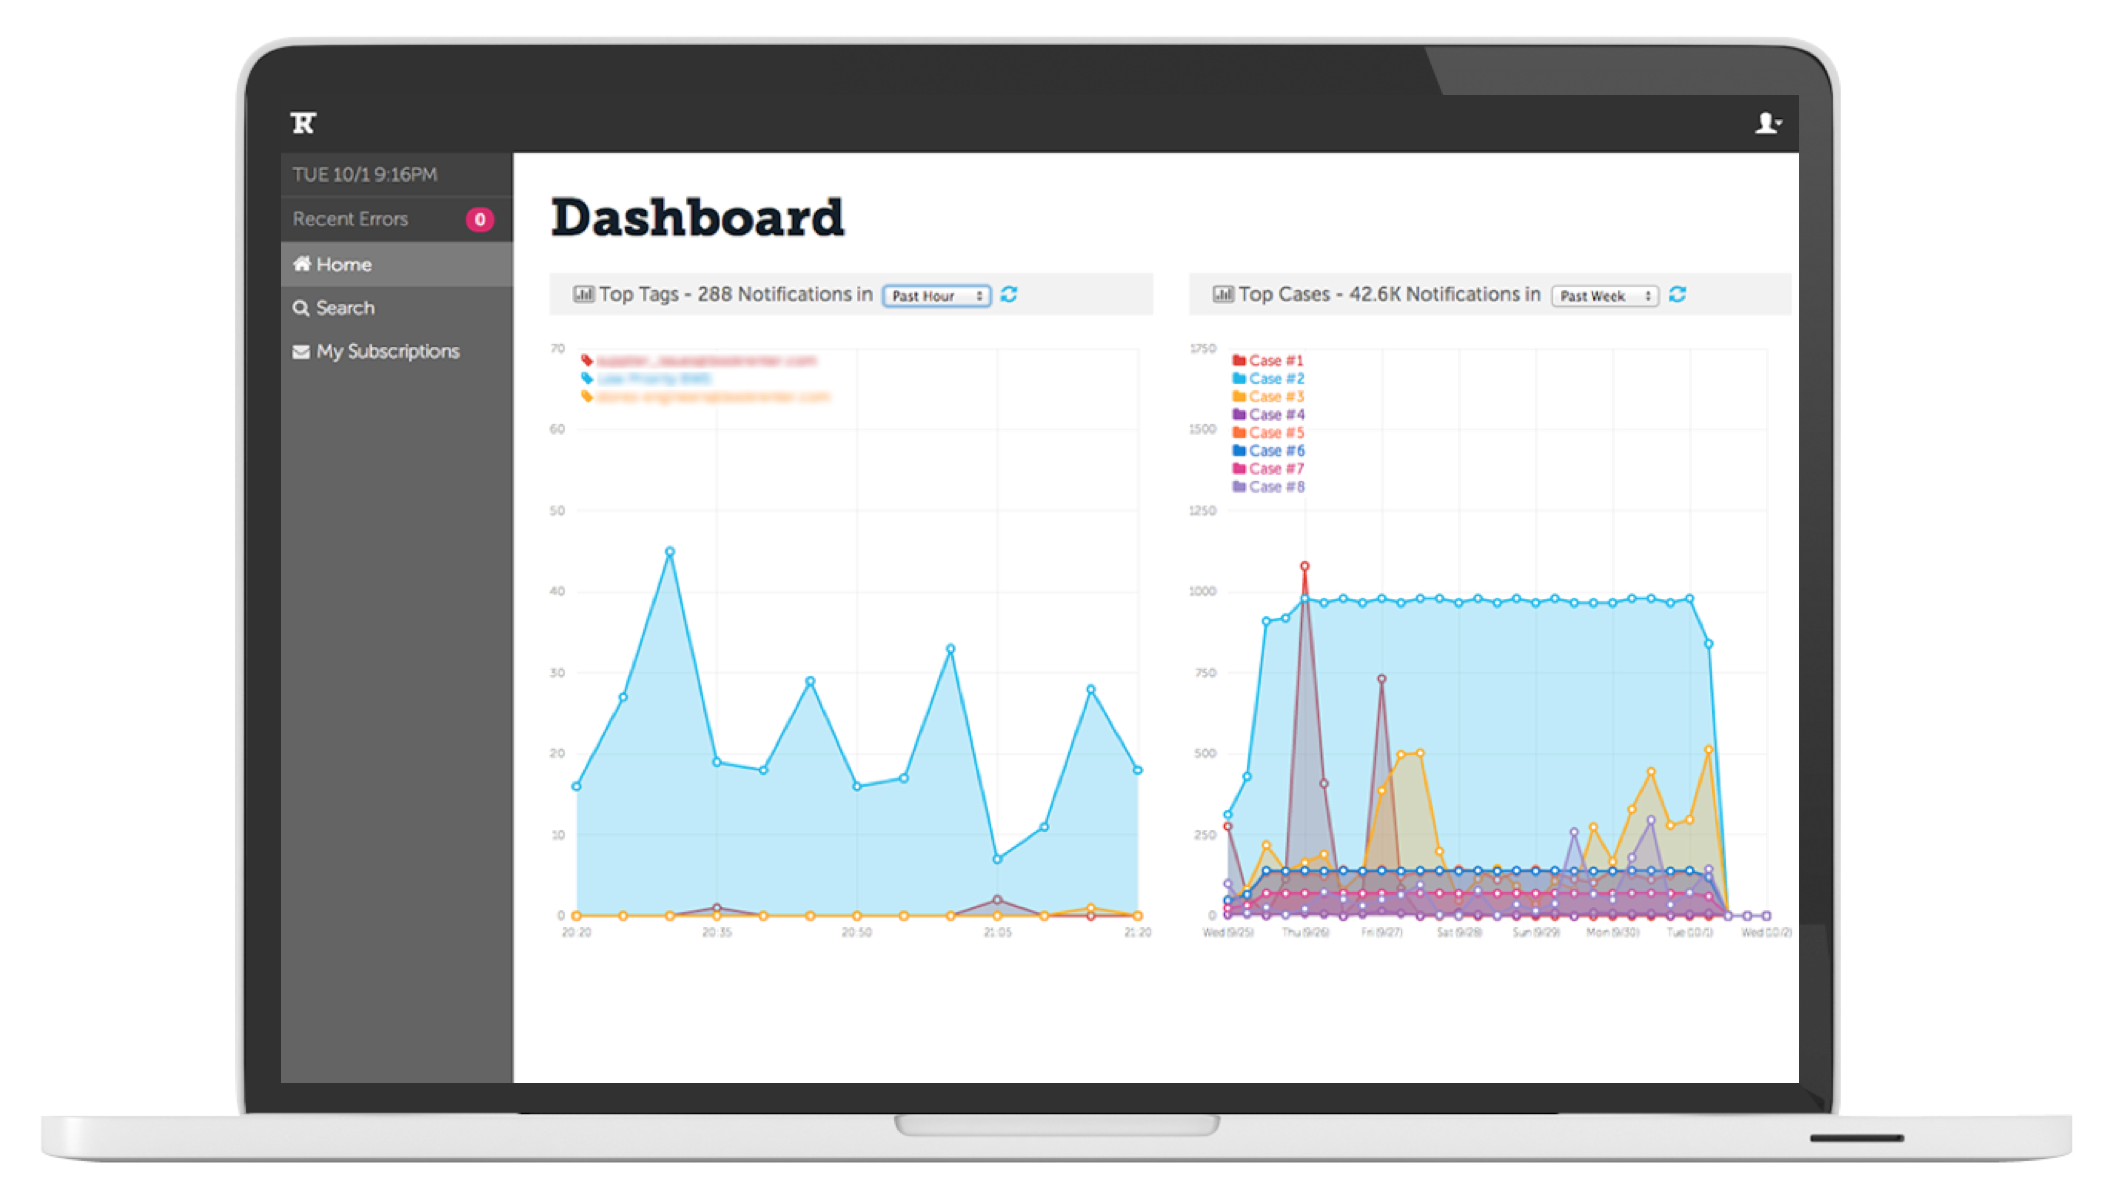 TUE 10/1 9:16PM
Recent Errors 0
Home
Search
My Subscriptions
Dashboard
Top Tags - 288 Notifications in Past Hour
70
60
50
40
30
20
10
0
20:20 20:35 20:50 21:05 21:20
Top Cases - 42.6K Notifications in Past Week
1750
1500
1250
1000
750
500
250
0
Case #1
Case #2
Case #3
Case #4
Case #5
Case #6
Case #7
Case #8
Wed (9/25) Thu (9/26) Fri (9/27) Sat (9/28) Sun (9/29) Mon (9/30) Tue (10/1) Wed (10/2)